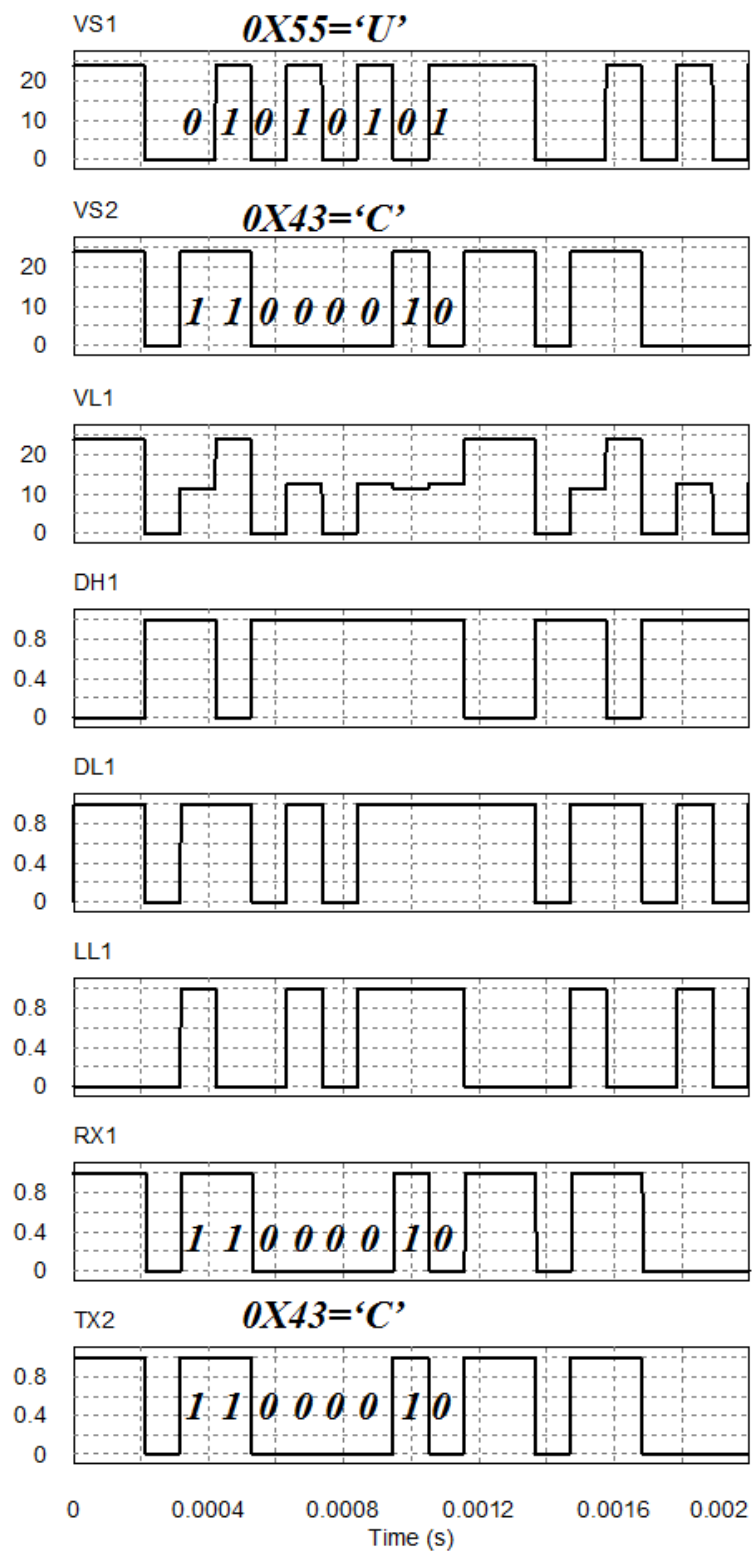 VS1 0X55=‘U’
20
10
0
0 1 0 1 0 1 0 1
VS2 0X43=‘C’
20
10
0
1 1 0 0 0 0 1 0
VL1
20
10
0
DH1
0.8
0.4
0
DL1
0.8
0.4
0
LL1
0.8
0.4
0
RX1
0.8
0.4
0
1 1 0 0 0 0 1 0
TX2 0X43=‘C’
0.8
0.4
0
1 1 0 0 0 0 1 0
0 0.0004 0.0008 0.0012 0.0016 0.002
Time (s)